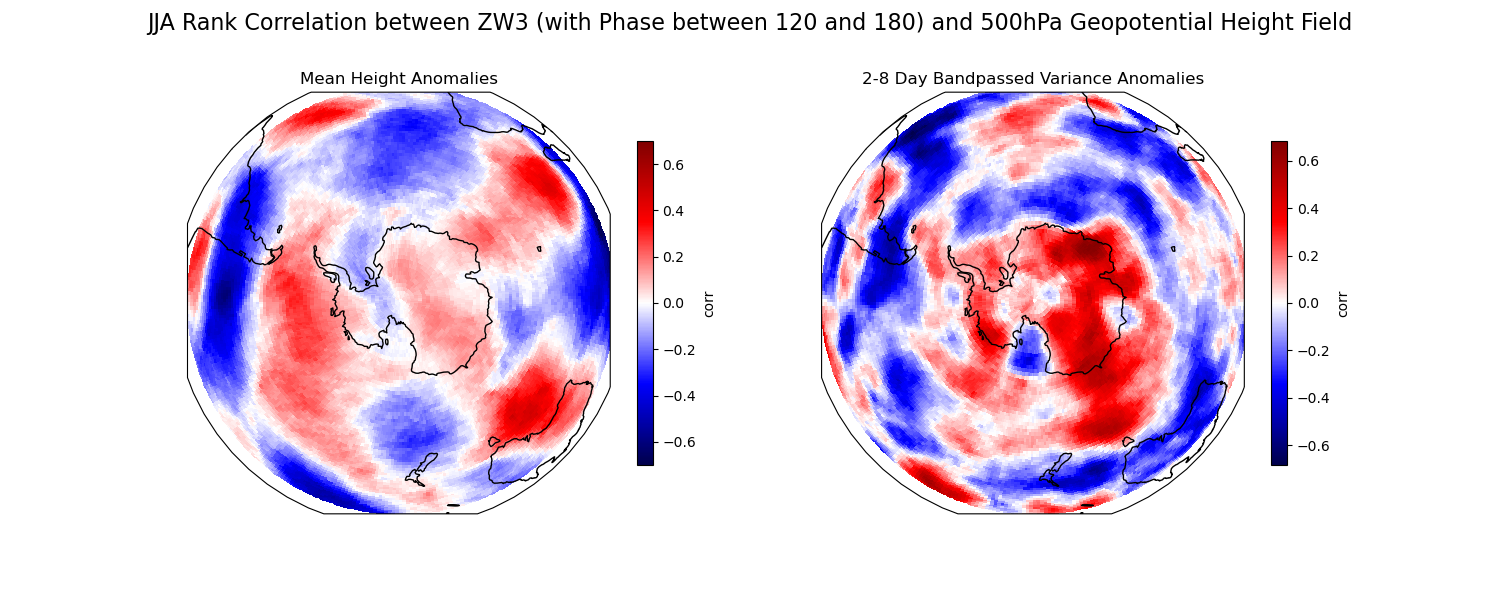 JJA Rank Correlation between ZW3 (with Phase between 120 and 180) and 500hPa Geopotential Height Field
Mean Height Anomalies
0.6
0.4
0.2
0.0
−0.2
−0.4
−0.6
corr
2-8 Day Bandpassed Variance Anomalies
0.6
0.4
0.2
0.0
−0.2
−0.4
−0.6
corr